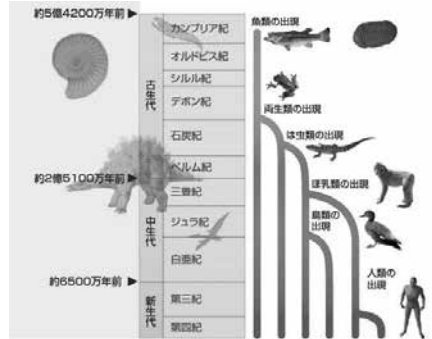 約5億4200万年前
カンブリア紀
オルドビス紀
シルル紀
デボン紀
石炭紀
ペルム紀
古生代
約2億5100万年前
三畳紀
ジュラ紀
白亜紀
中生代
約6500万年前
第三紀
第四紀
新生代
魚類の出現
両生類の出現
は虫類の出現
ほ乳類の出現
鳥類の
出現
人類の
出現